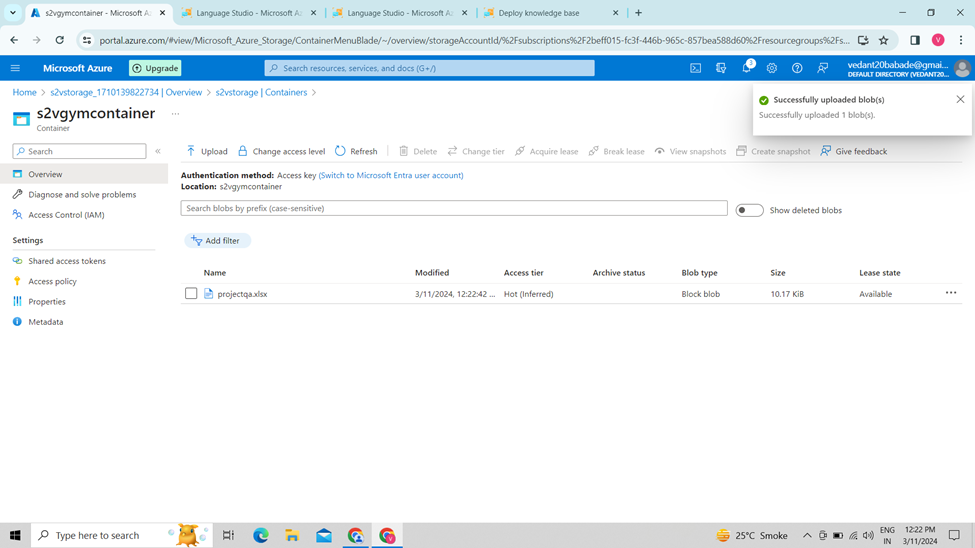 s2vgymcontainer - Microsoft A
Language Studio - Microsoft Az
Language Studio - Microsoft Az
Deploy knowledge base
portal.azure.com/#view/Microsoft_Azure_Storage/ContainerMenuBlade/~/overview/storageAccountId/%2Fsubscriptions%2F2beff015-fc3f-446b-965c-857bea588d60%2Fresourcegroups%2Fs...
V
Microsoft Azure
Upgrade
Search resources, services, and docs (G+/)
3
vedant20babade@gmai...
DEFAULT DIRECTORY (VEDANT20...
Home > s2vstorage_1710139822734 | Overview > s2vstorage | Containers >
s2vgymcontainer ...
Container
Successfully uploaded blob(s)
Successfully uploaded 1 blob(s).
Search
Upload
Change access level
Refresh
Delete
Change tier
Acquire lease
Break lease
View snapshots
Create snapshot
Give feedback
Overview
Diagnose and solve problems
Access Control (IAM)
Settings
Shared access tokens
Access policy
Properties
Metadata
Authentication method: Access key (Switch to Microsoft Entra user account)
Location: s2vgymcontainer
Search blobs by prefix (case-sensitive)
Show deleted blobs
Add filter
Name Modified Access tier Archive status Blob type Size Lease state
projectqa.xlsx 3/11/2024, 12:22:42 ... Hot (Inferred) Block blob 10.17 KiB Available ...
Type here to search
25°C Smoke
ENG
IN
12:22 PM
3/11/2024